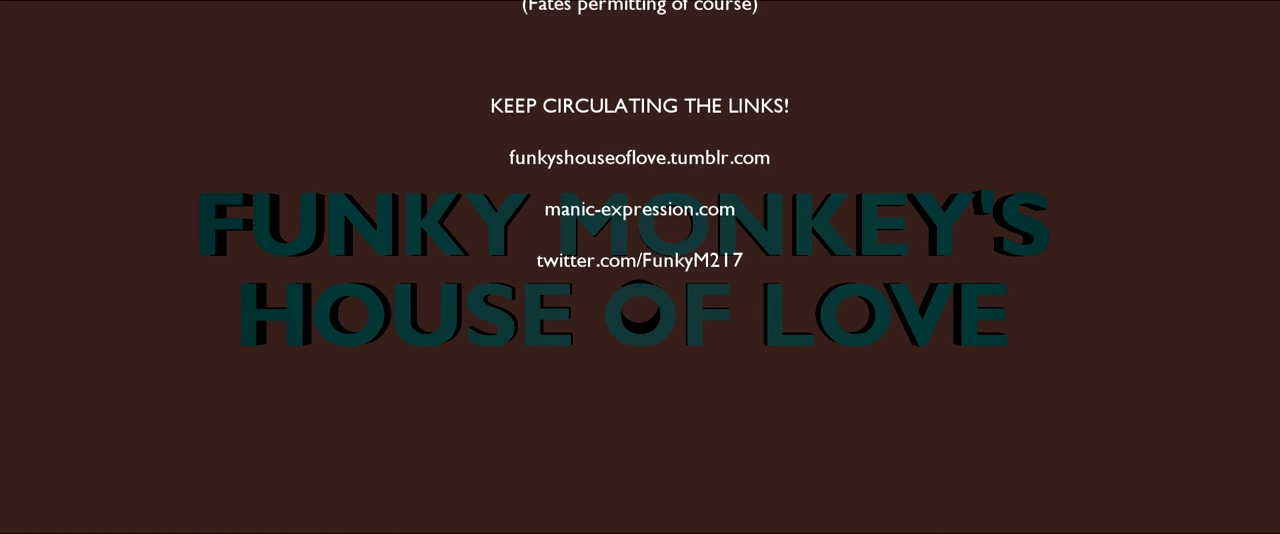 (Fates permitting of course)
KEEP CIRCULATING THE LINKS!
funkyshouseoflove.tumblr.com
manic-expression.com
twitter.com/FunkyM217
FUNKY MONKEY'S
HOUSE OF LOVE